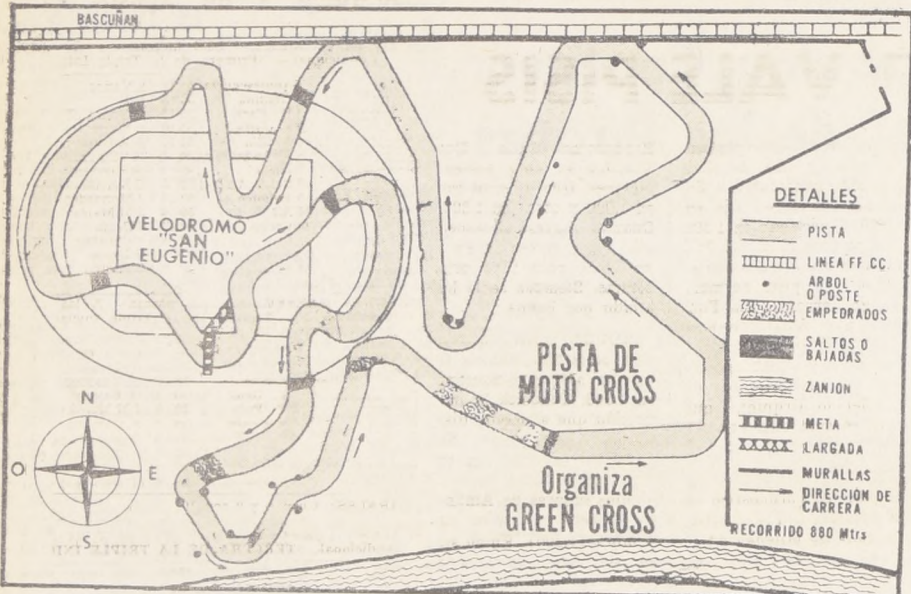 BASCUÑAN
VELODROMO
"SAN
EUGENIO"
PISTA DE
MOTO CROSS
Organiza
GREEN CROSS
N
O
E
S
DETALLES
PISTA
LINEA FF.CC.
ARBOL
O POSTE
EMPEDRADOS
SALTOS O
BAJADAS
ZANJON
META
LARGADA
MURALLAS
DIRECCION DE
CARRERA
RECORRIDO 880 Mtrs